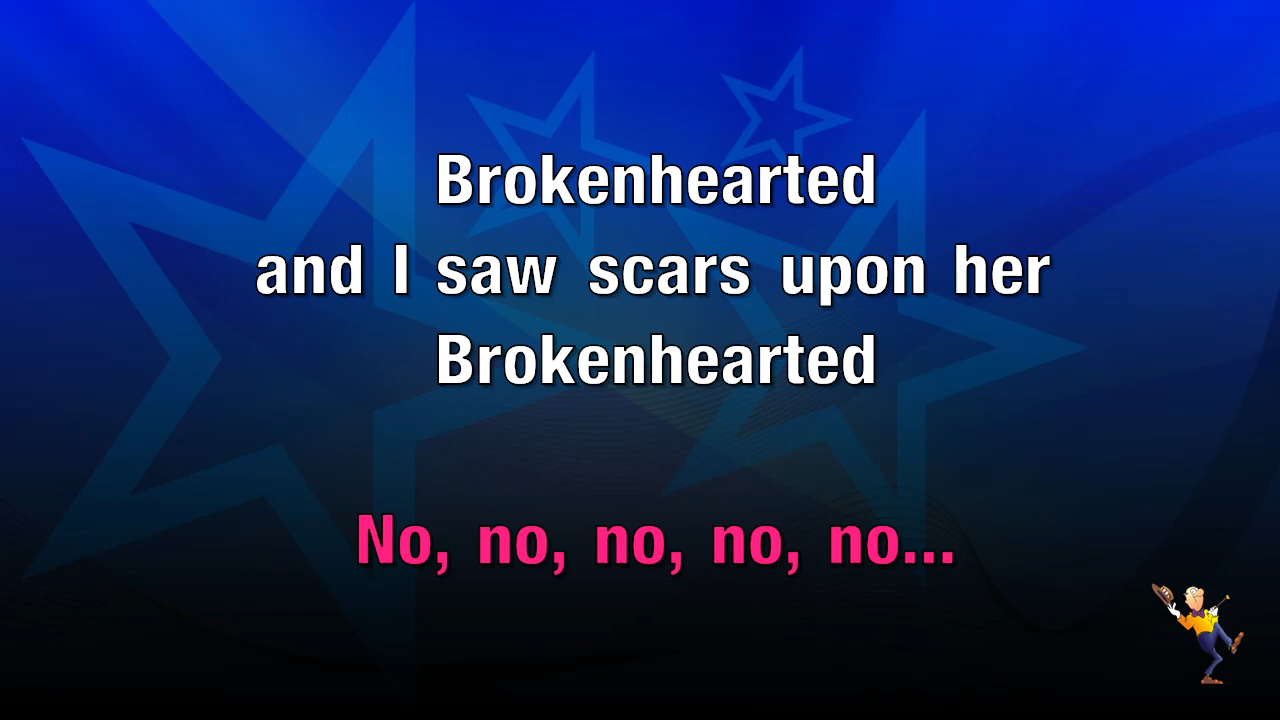 Brokenhearted
and I saw scars upon her
Brokenhearted
No, no, no, no, no...